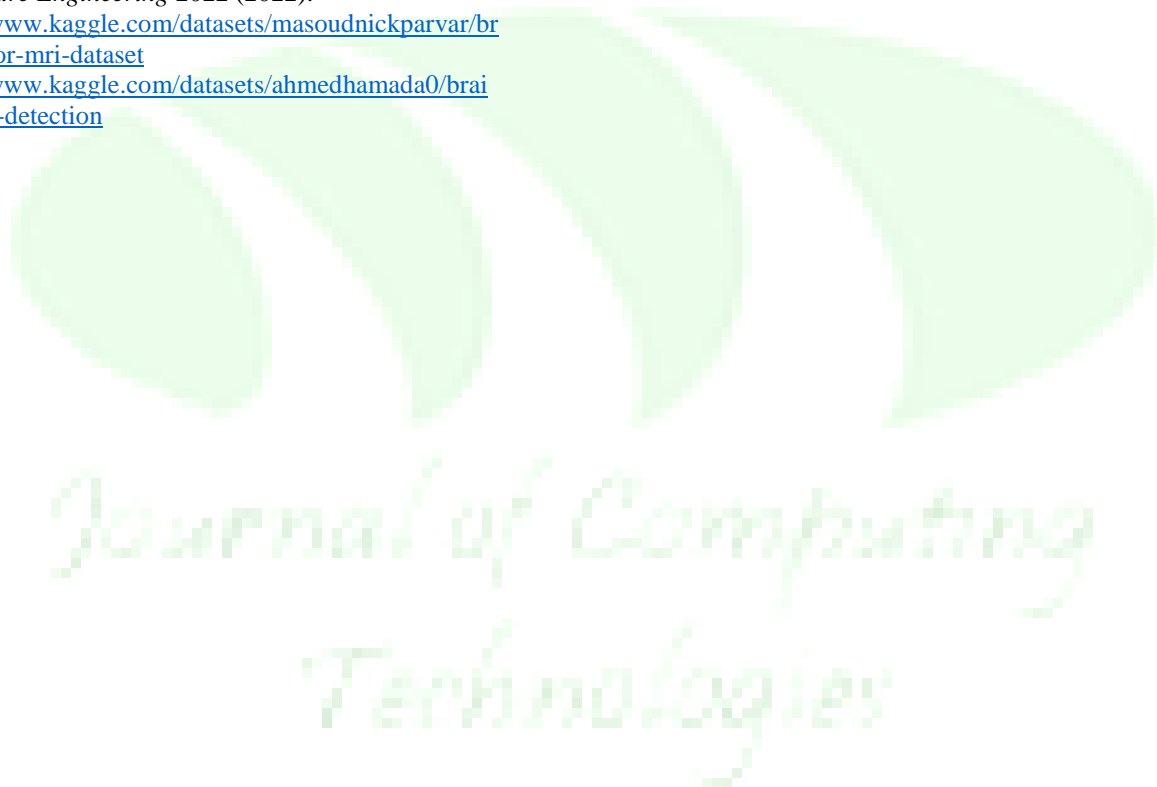 are Engineering 2022 (2022).
www.kaggle.com/datasets/masoudnickparvar/br
or-mri-dataset
www.kaggle.com/datasets/ahmedhamada0/brai
-detection
Journal of Computing
Technologies